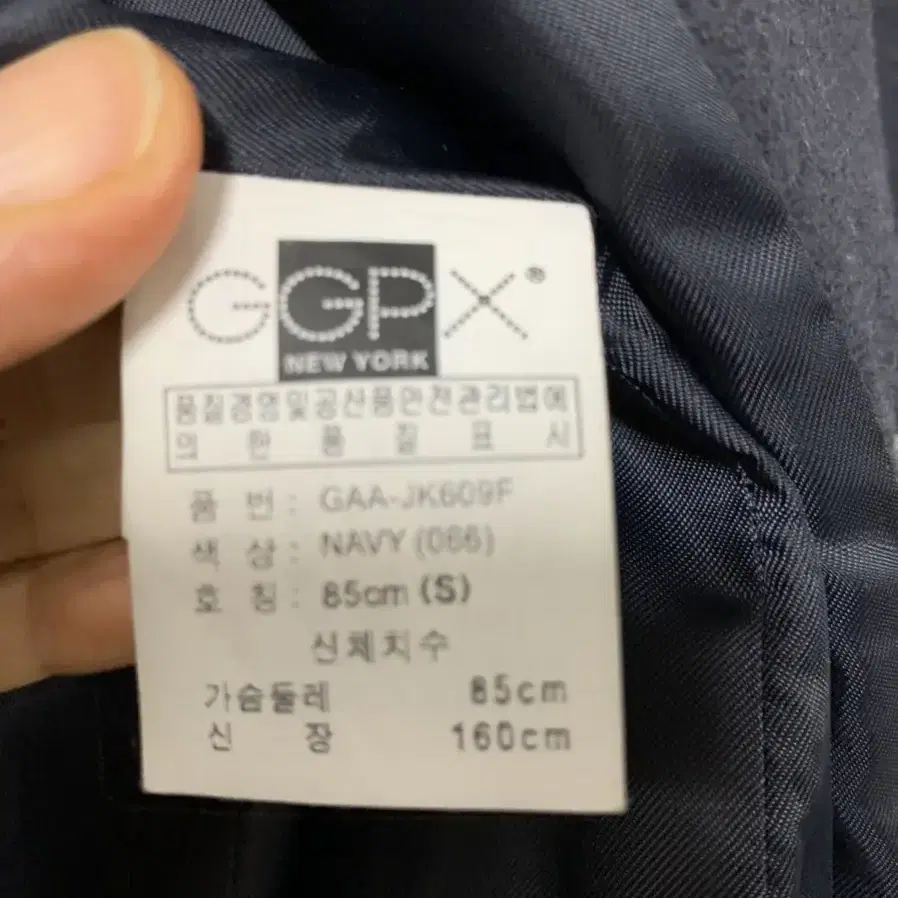 GGPX®
NEW YORK
품질경영및공산품안전관리법에
의 한 품 질 표 시
품 번 : GAA-JK609F
색 상 : NAVY (066)
호 칭 : 85cm (S)
신체치수
가슴둘레 85cm
신 장 160cm